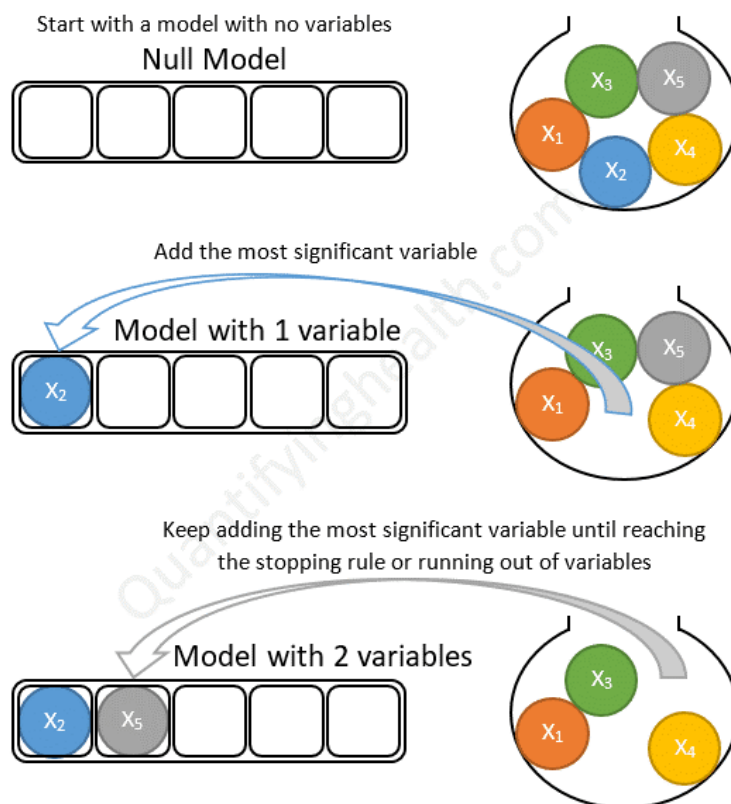 Start with a model with no variables
Null Model
X₃
X₅
X₁
X₄
X₂
Add the most significant variable
Model with 1 variable
X₃
X₅
X₂
X₁
X₄
Keep adding the most significant variable until reaching
the stopping rule or running out of variables
Model with 2 variables
X₃
X₂
X₅
X₁
X₄
Quantifyinghealth.com